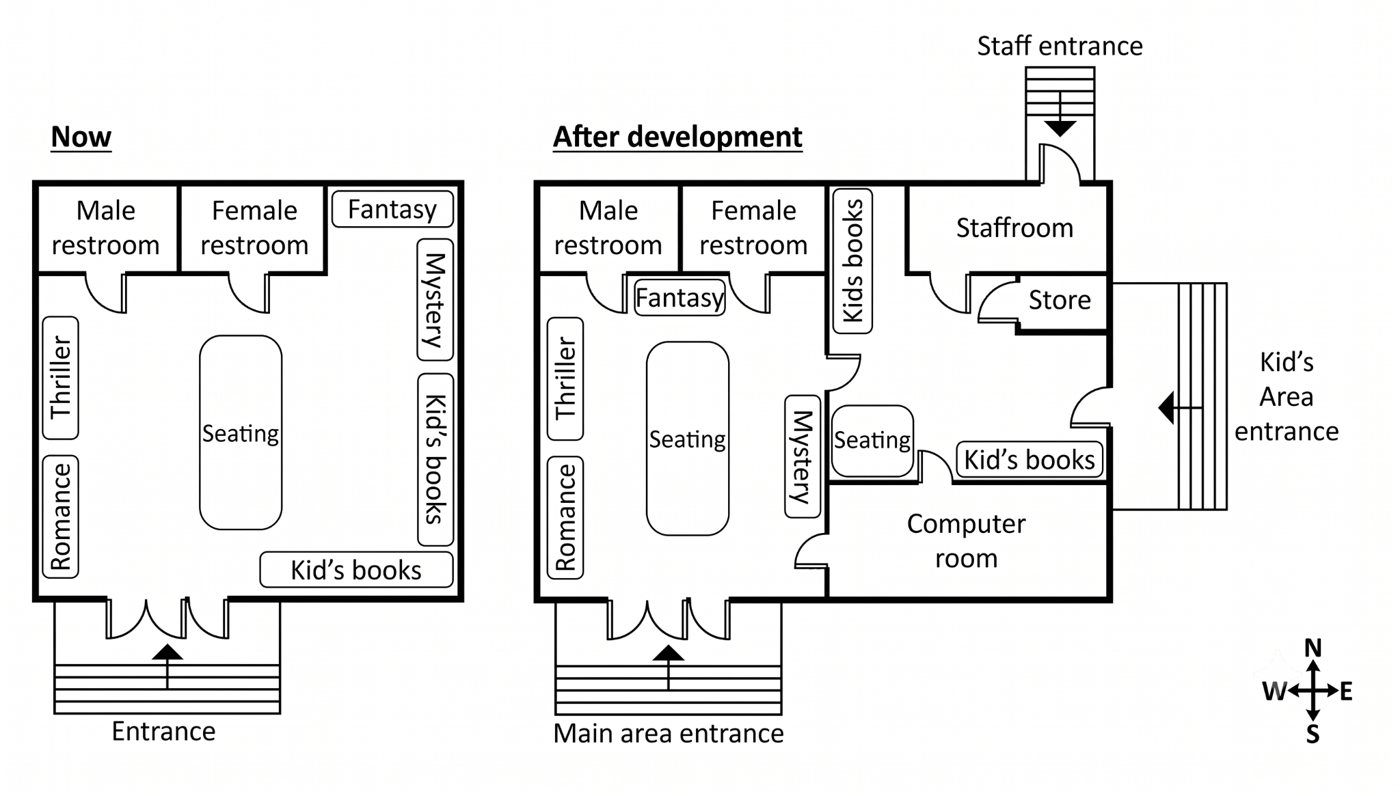 Now
Male
restroom
Female
restroom
Fantasy
Mystery
Thriller
Seating
Kid's books
Romance
Kid's books
Entrance
After development
Staff entrance
Male
restroom
Female
restroom
Kids books
Staffroom
Fantasy
Store
Thriller
Seating
Mystery
Seating
Kid's books
Romance
Computer
room
Kid's
Area
entrance
Main area entrance
N
W
E
S